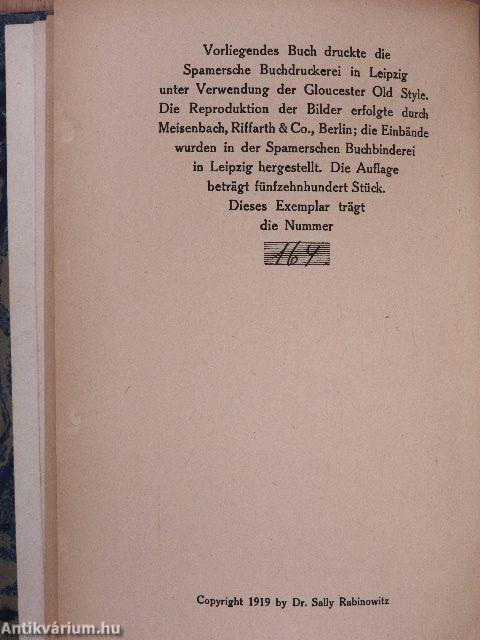 Vorliegendes Buch druckte die
Spamersche Buchdruckerei in Leipzig
unter Verwendung der Gloucester Old Style.
Die Reproduktion der Bilder erfolgte durch
Meisenbach, Riffarth & Co., Berlin; die Einbände
wurden in der Spamerschen Buchbinderei
in Leipzig hergestellt. Die Auflage
beträgt fünfzehnhundert Stück.
Dieses Exemplar trägt
die Nummer
164.
Copyright 1919 by Dr. Sally Rabinowitz
Antikvárium.hu